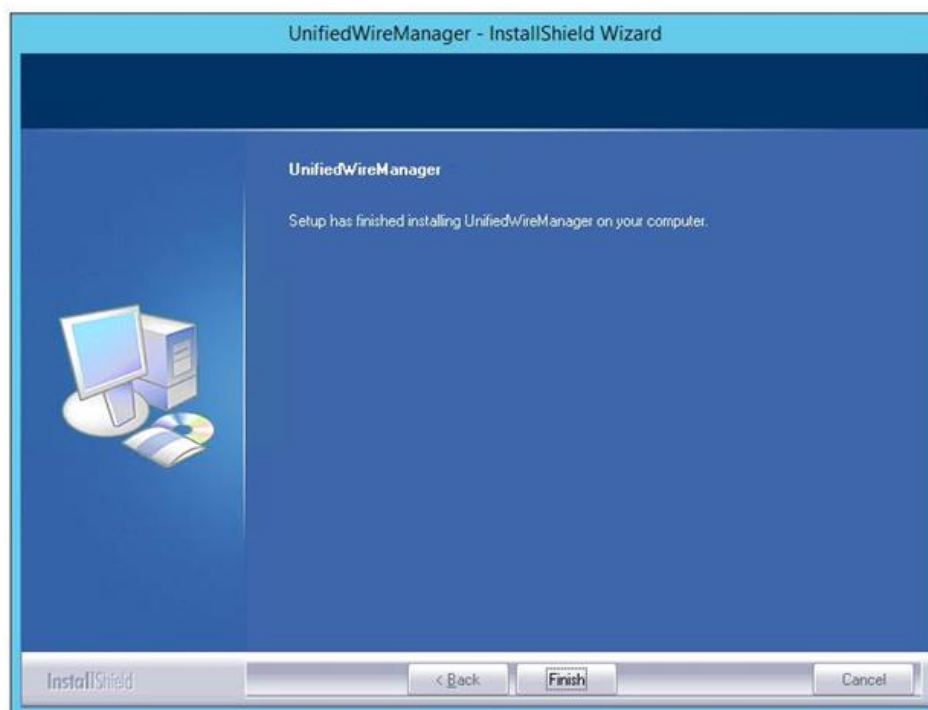 UnifiedWireManager - InstallShield Wizard
UnifiedWireManager
Setup has finished installing UnifiedWireManager on your computer.
InstallShield
< Back
Finish
Cancel